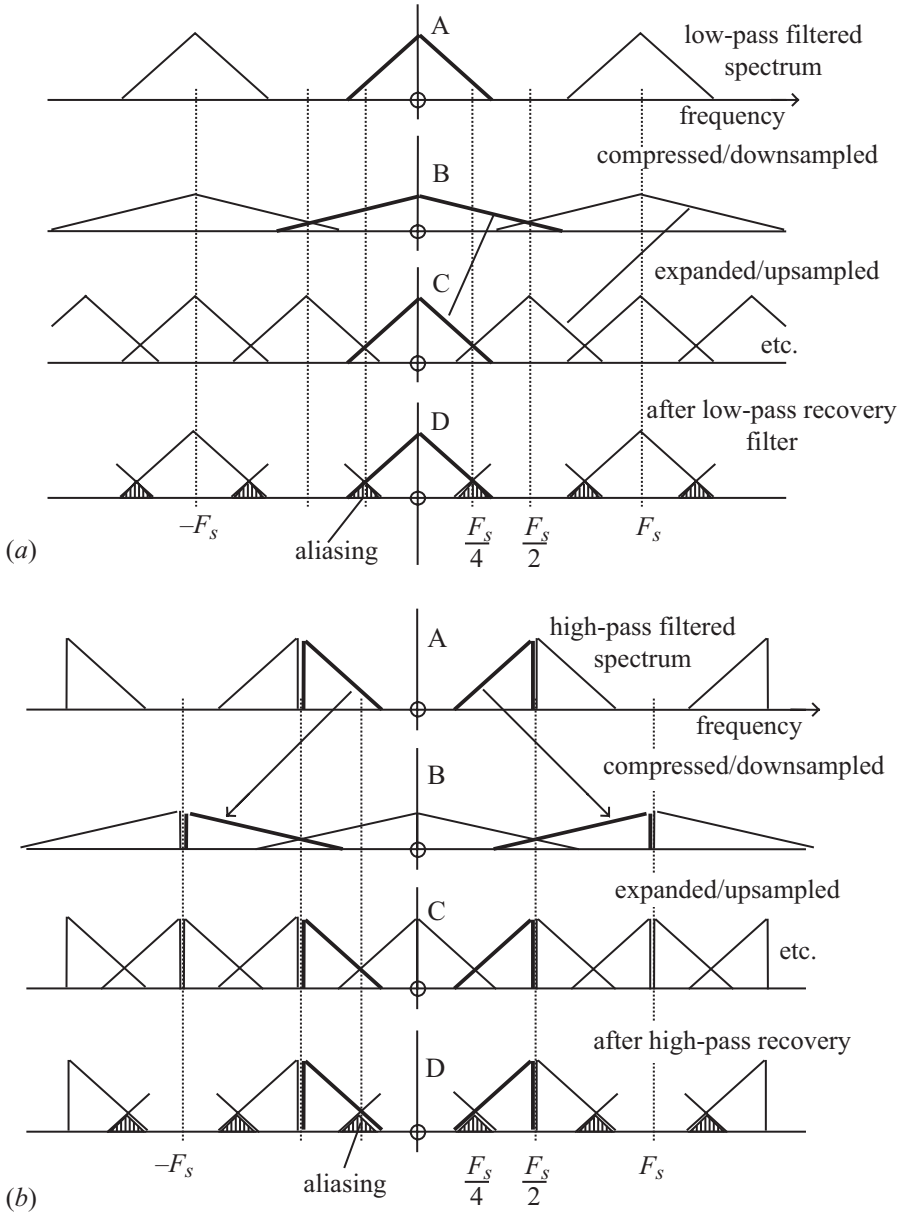 A
low-pass filtered
spectrum
frequency
compressed/downsampled
B
expanded/upsampled
C
etc.
after low-pass recovery
filter
D
−Fs
aliasing
Fs/4
Fs/2
Fs
(a)
A
high-pass filtered
spectrum
frequency
compressed/downsampled
B
expanded/upsampled
C
etc.
after high-pass recovery
D
−Fs
aliasing
Fs/4
Fs/2
Fs
(b)